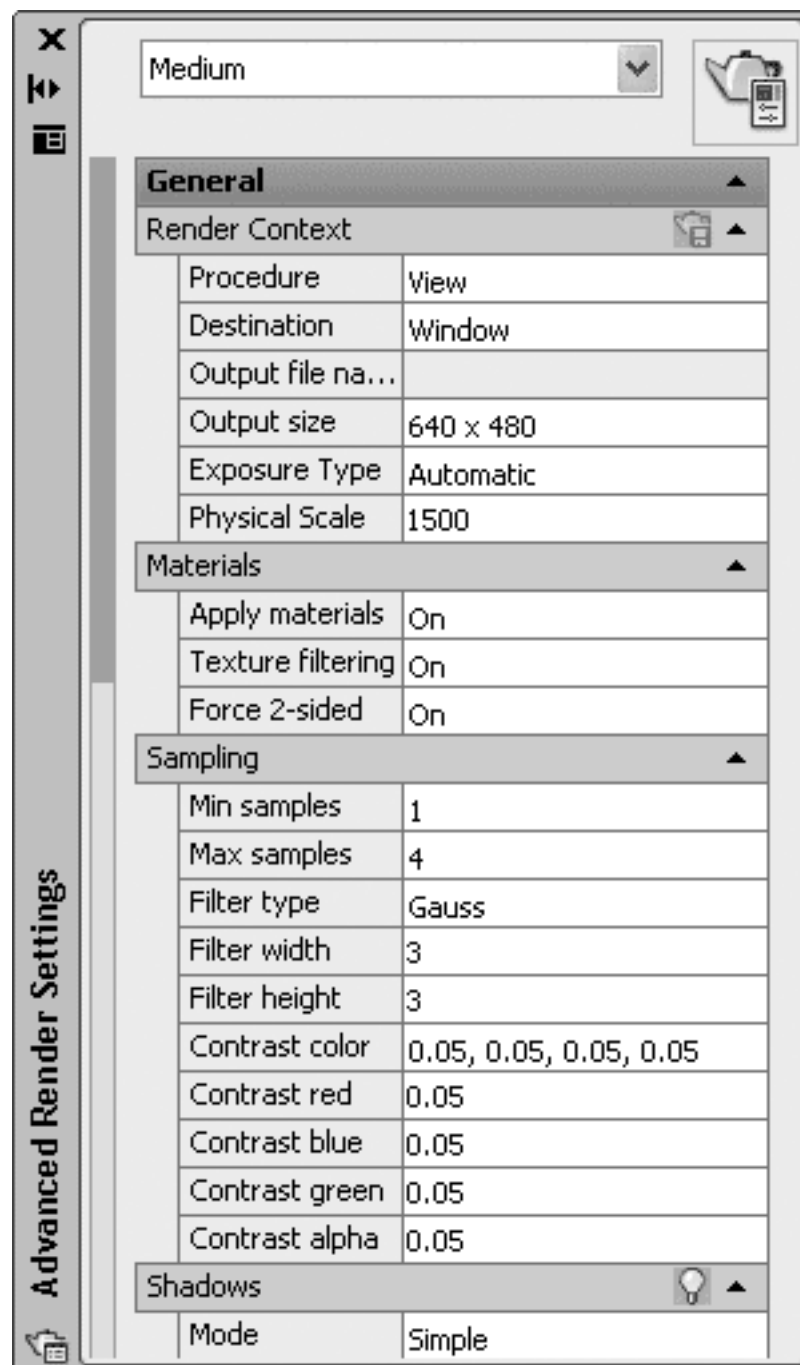 Medium
General
Render Context
Procedure View
Destination Window
Output file na...
Output size 640 x 480
Exposure Type Automatic
Physical Scale 1500
Materials
Apply materials On
Texture filtering On
Force 2-sided On
Sampling
Min samples 1
Max samples 4
Filter type Gauss
Filter width 3
Filter height 3
Contrast color 0.05, 0.05, 0.05, 0.05
Contrast red 0.05
Contrast blue 0.05
Contrast green 0.05
Contrast alpha 0.05
Shadows
Mode Simple
Advanced Render Settings